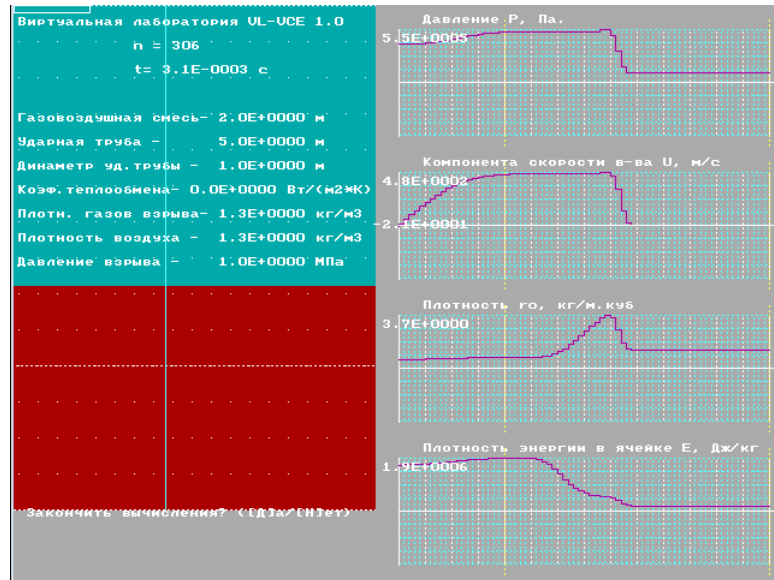 Виртуальная лаборатория VL-VCE 1.0
n = 306
t= 3.1E-0003 с
Газовоздушная смесь- 2.0E+0000 м
Ударная труба - 5.0E+0000 м
Динаметр уд.трубы - 1.0E+0000 м
Коэф.теплообмена- 0.0E+0000 Вт/(м2*К)
Плотн. газов взрыва- 1.3E+0000 кг/м3
Плотность воздуха - 1.3E+0000 кг/м3
Давление взрыва - 1.0E+0000 МПа
Закончить вычисления? ([Д]а/[Н]ет)
Давление P, Па.
5.5E+0005
Компонента скорости в-ва U, м/с
4.8E+0002
-2.1E+0001
Плотность ro, кг/м.куб
3.7E+0000
Плотность энергии в ячейке E, Дж/кг
1.9E+0006